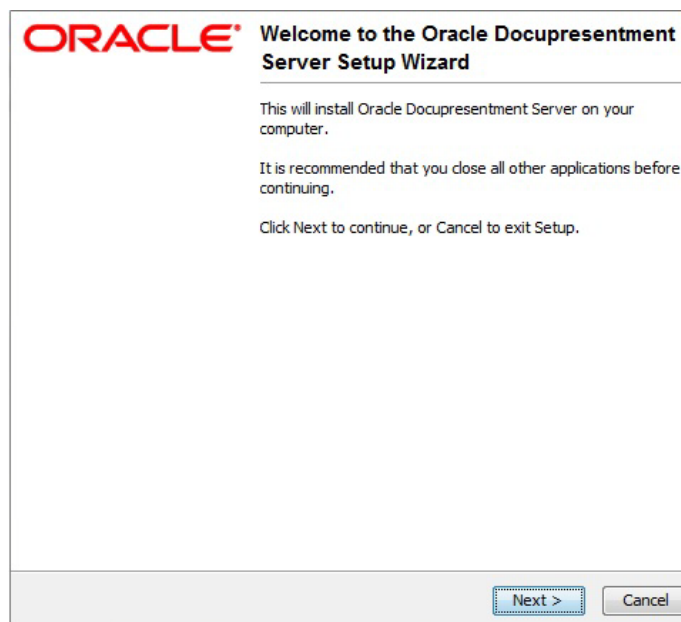 ORACLE
Welcome to the Oracle Docupresentment
Server Setup Wizard
This will install Oracle Docupresentment Server on your
computer.
It is recommended that you close all other applications before
continuing.
Click Next to continue, or Cancel to exit Setup.
Next >
Cancel